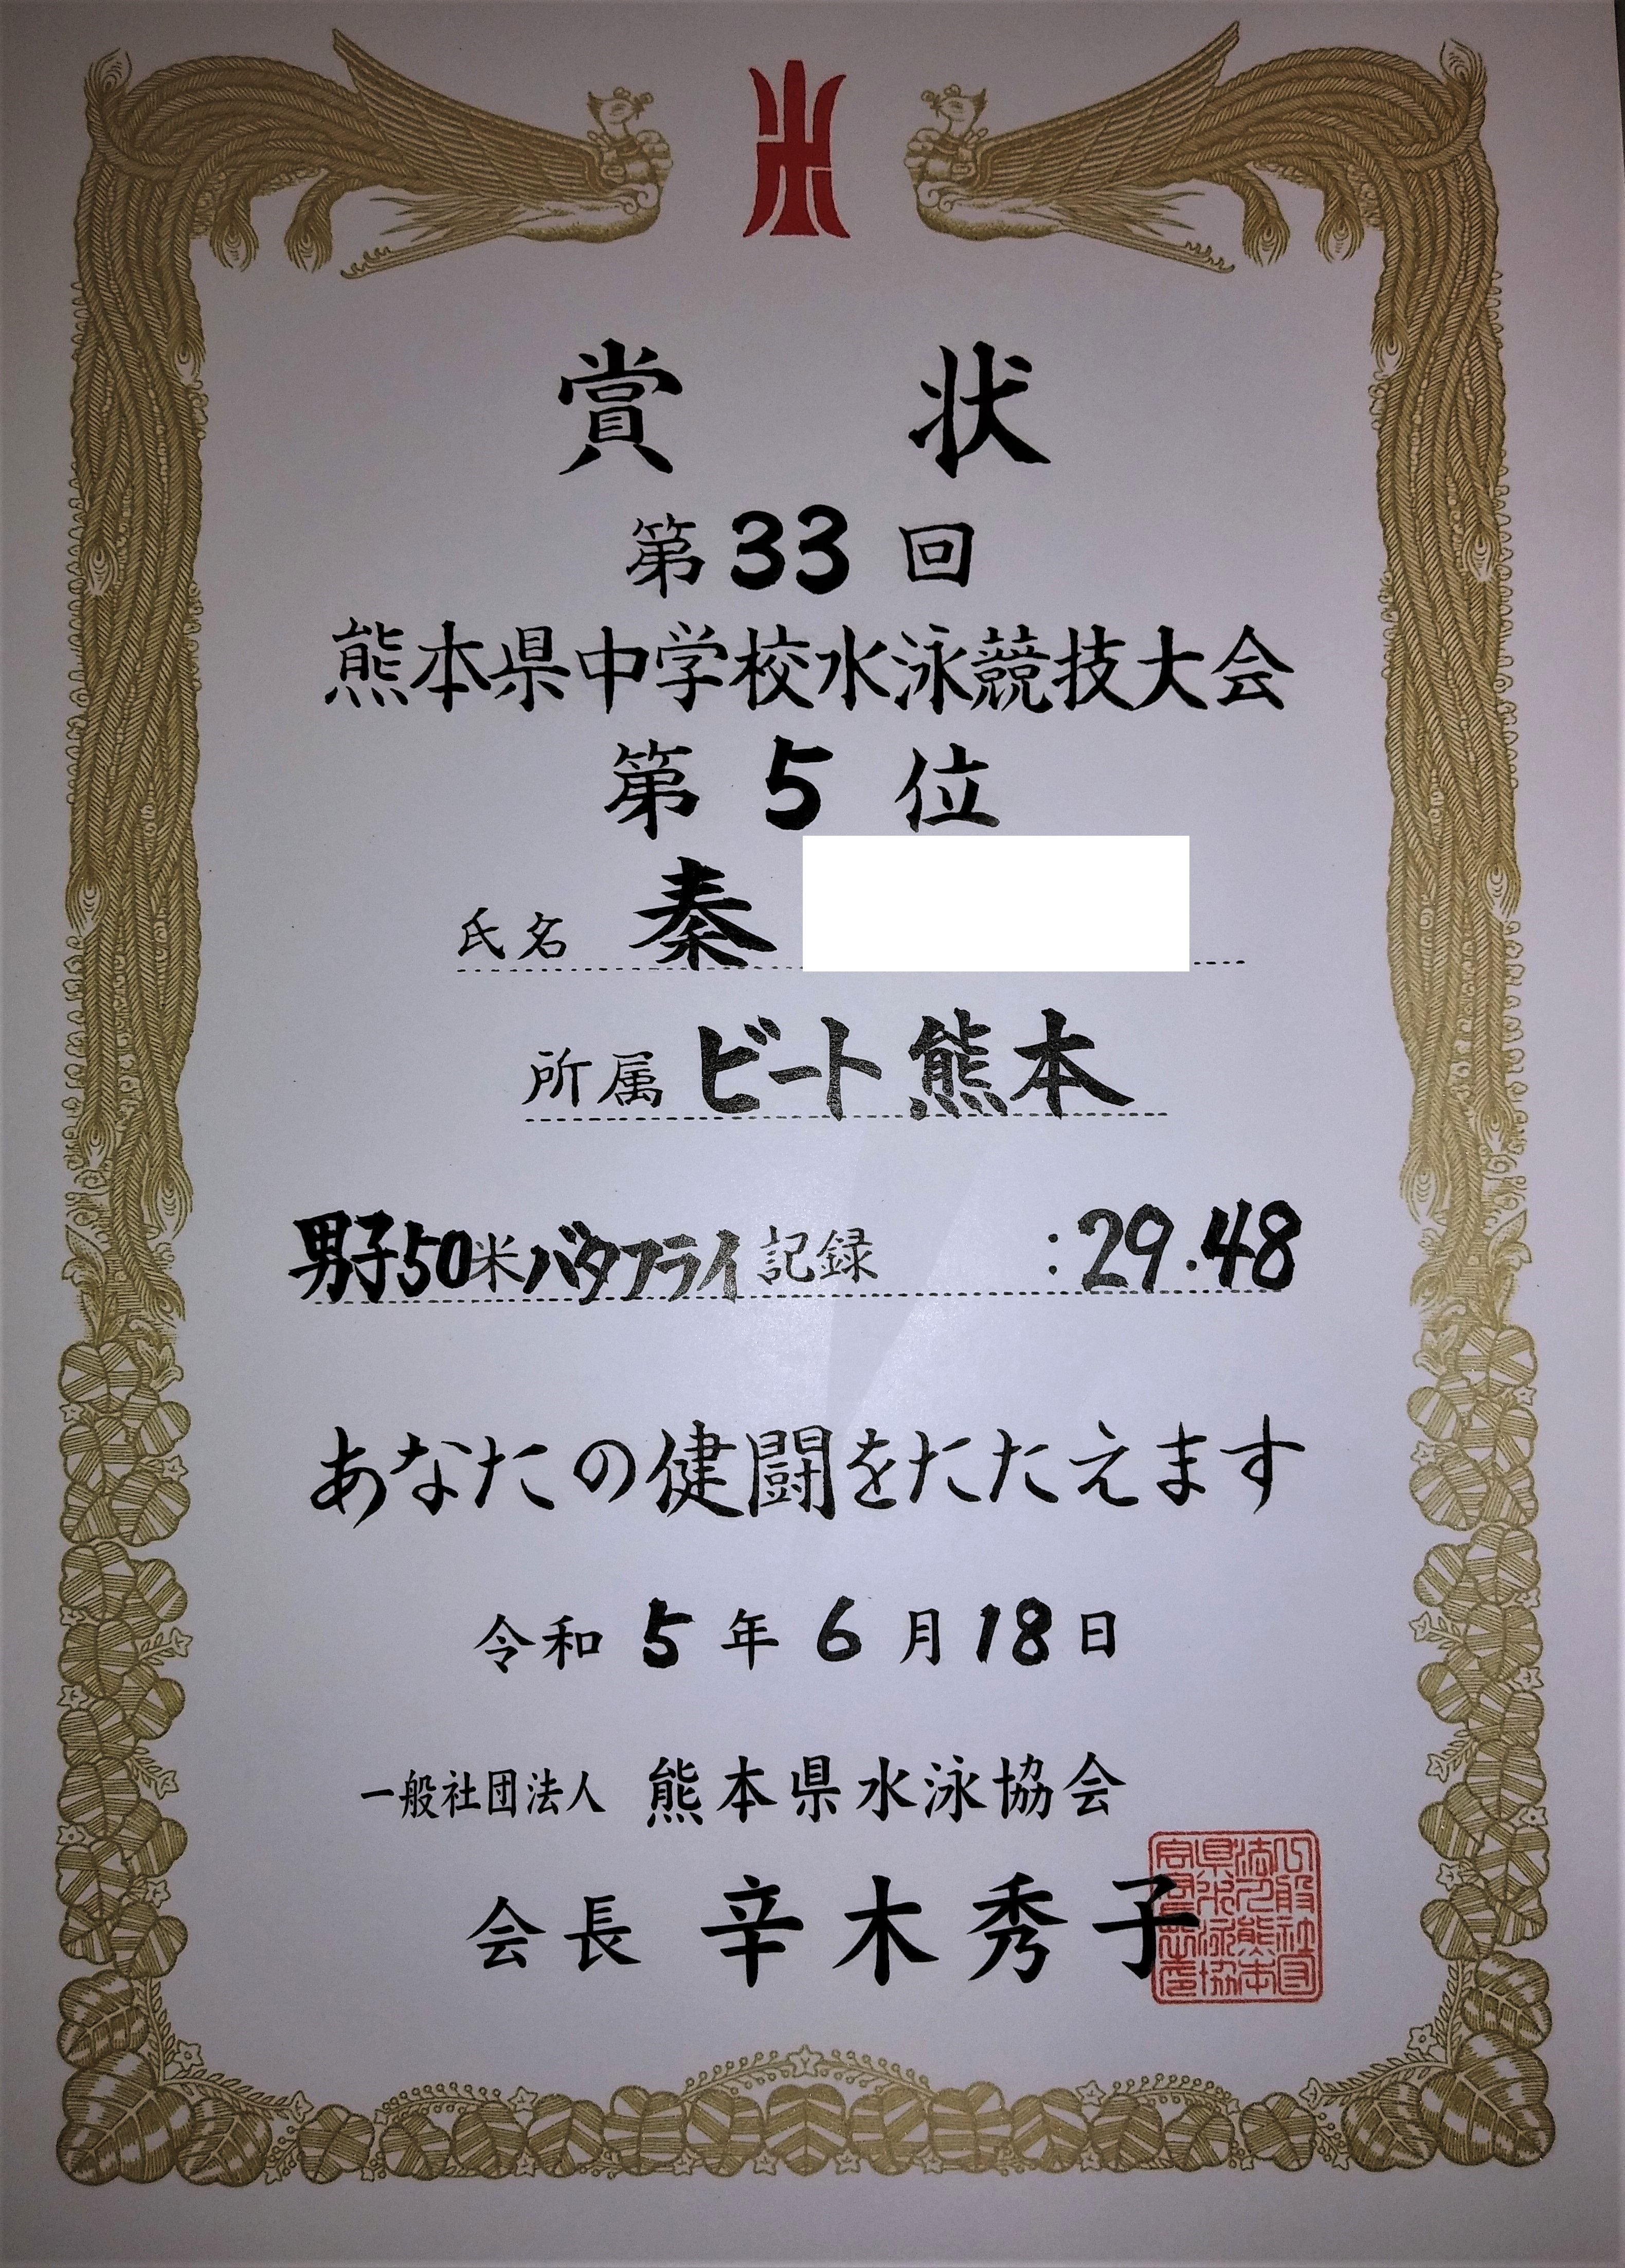 賞状
第33回
熊本県中学校水泳競技大会
第5位
氏名 秦
所属 ビート熊本
男子50米バタフライ記録 :29.48
あなたの健闘をたたえます
令和5年6月18日
一般社団法人 熊本県水泳協会
会長 辛木秀子